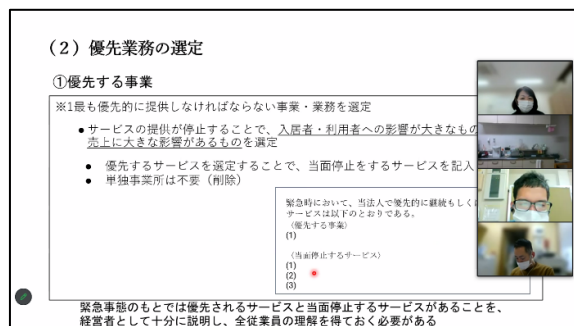 （2）優先業務の選定
①優先する事業
※1最も優先的に提供しなければならない事業・業務を選定
●サービスの提供が停止することで、入居者・利用者への影響が大きなもの
売上に大きな影響があるものを選定
● 優先するサービスを選定することで、当面停止をするサービスを記入
● 単独事業所は不要（削除）
緊急時において、当法人で優先的に継続もしく
サービスは以下のとおりである。
（優先する事業）
(1)
（当面停止するサービス）
(1)
(2)
(3)
緊急事態のもとでは優先されるサービスと当面停止するサービスがあることを、
経営者として十分に説明し、全従業員の理解を得ておく必要がある